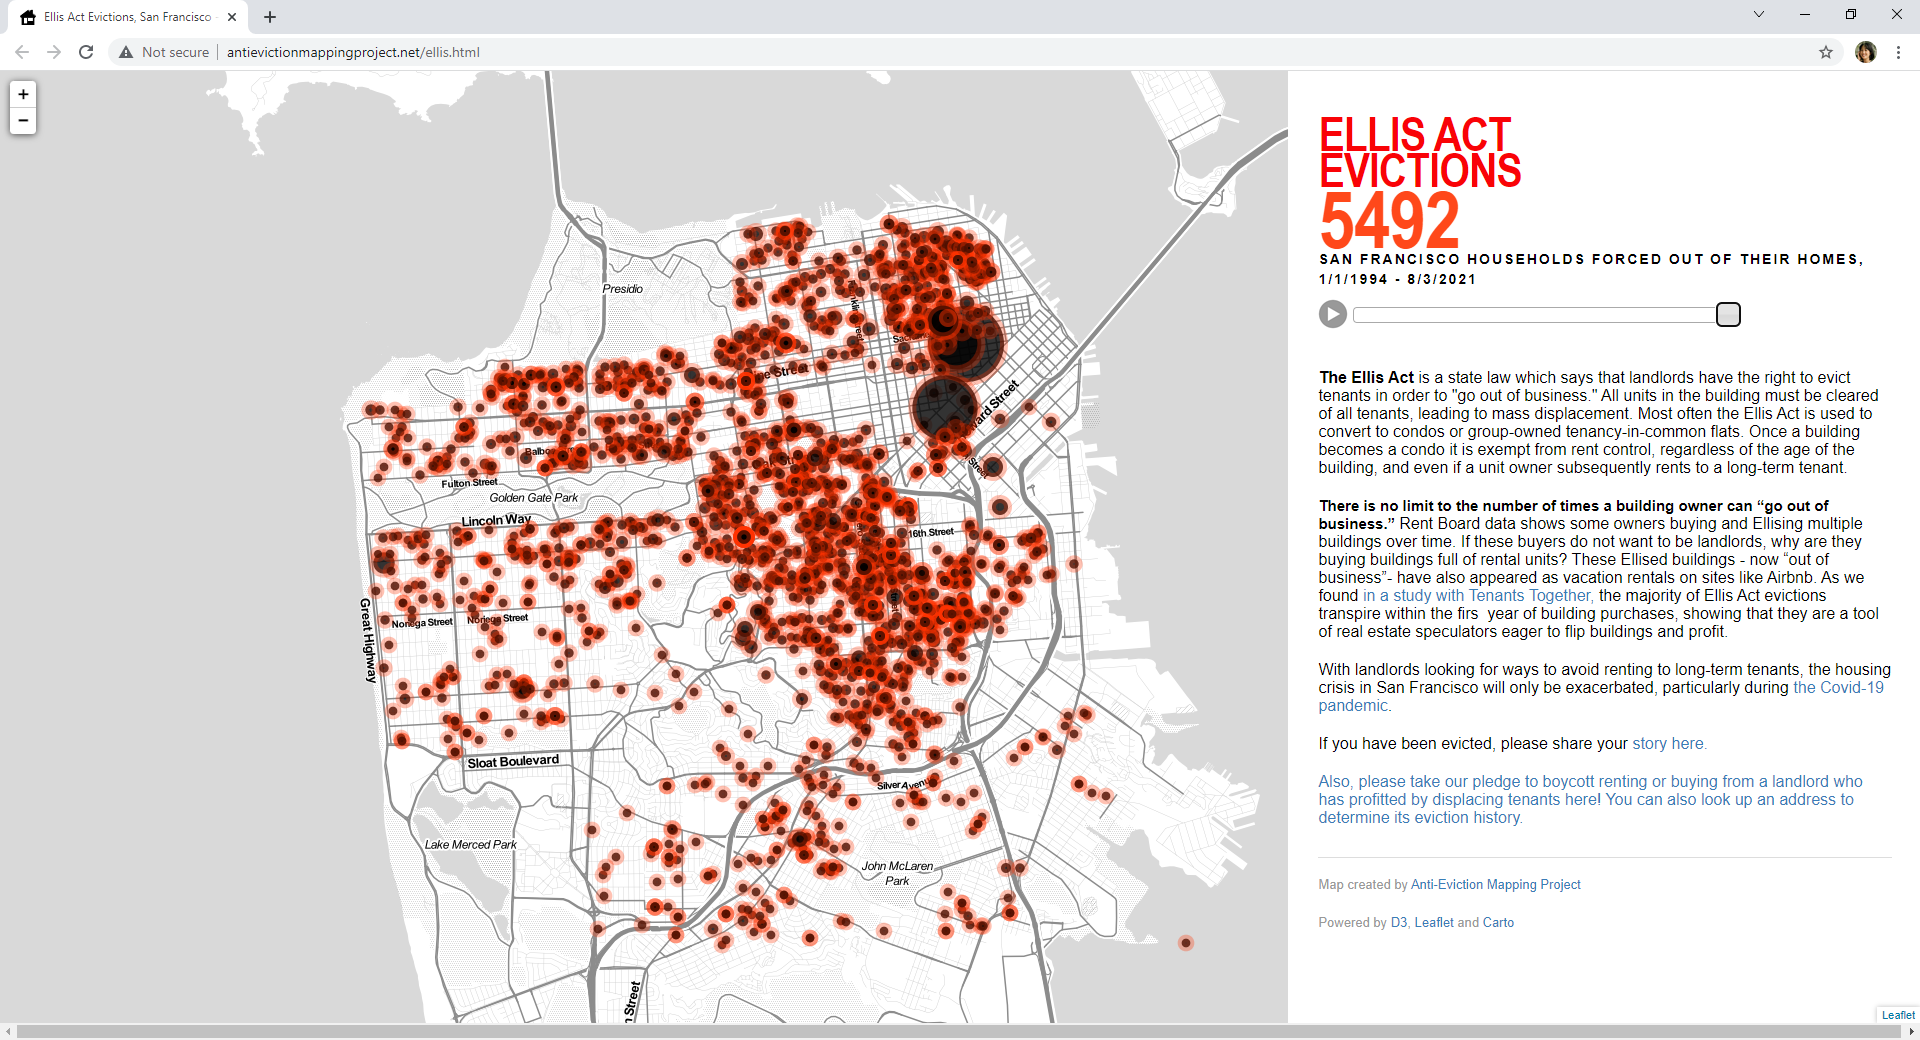 Ellis Act Evictions, San Francisco
Not secure
antievictionmappingproject.net/ellis.html
+
−
Presidio
Balbo
Fulton Street
Golden Gate Park
Lincoln Way
16th Street
Great Highway
Noriega Street
Noriega Street
Sloat Boulevard
Silver Avenu
Lake Merced Park
John McLaren
Park
Street
ward Street
Street
ELLIS ACT
EVICTIONS
5492
SAN FRANCISCO HOUSEHOLDS FORCED OUT OF THEIR HOMES,
1/1/1994 - 8/3/2021
The Ellis Act is a state law which says that landlords have the right to evict
tenants in order to "go out of business." All units in the building must be cleared
of all tenants, leading to mass displacement. Most often the Ellis Act is used to
convert to condos or group-owned tenancy-in-common flats. Once a building
becomes a condo it is exempt from rent control, regardless of the age of the
building, and even if a unit owner subsequently rents to a long-term tenant.
There is no limit to the number of times a building owner can “go out of
business.” Rent Board data shows some owners buying and Ellising multiple
buildings over time. If these buyers do not want to be landlords, why are they
buying buildings full of rental units? These Ellised buildings - now “out of
business”- have also appeared as vacation rentals on sites like Airbnb. As we
found in a study with Tenants Together, the majority of Ellis Act evictions
transpire within the firs year of building purchases, showing that they are a tool
of real estate speculators eager to flip buildings and profit.
With landlords looking for ways to avoid renting to long-term tenants, the housing
crisis in San Francisco will only be exacerbated, particularly during the Covid-19
pandemic.
If you have been evicted, please share your story here.
Also, please take our pledge to boycott renting or buying from a landlord who
has profitted by displacing tenants here! You can also look up an address to
determine its eviction history.
Map created by Anti-Eviction Mapping Project
Powered by D3, Leaflet and Carto
Leaflet